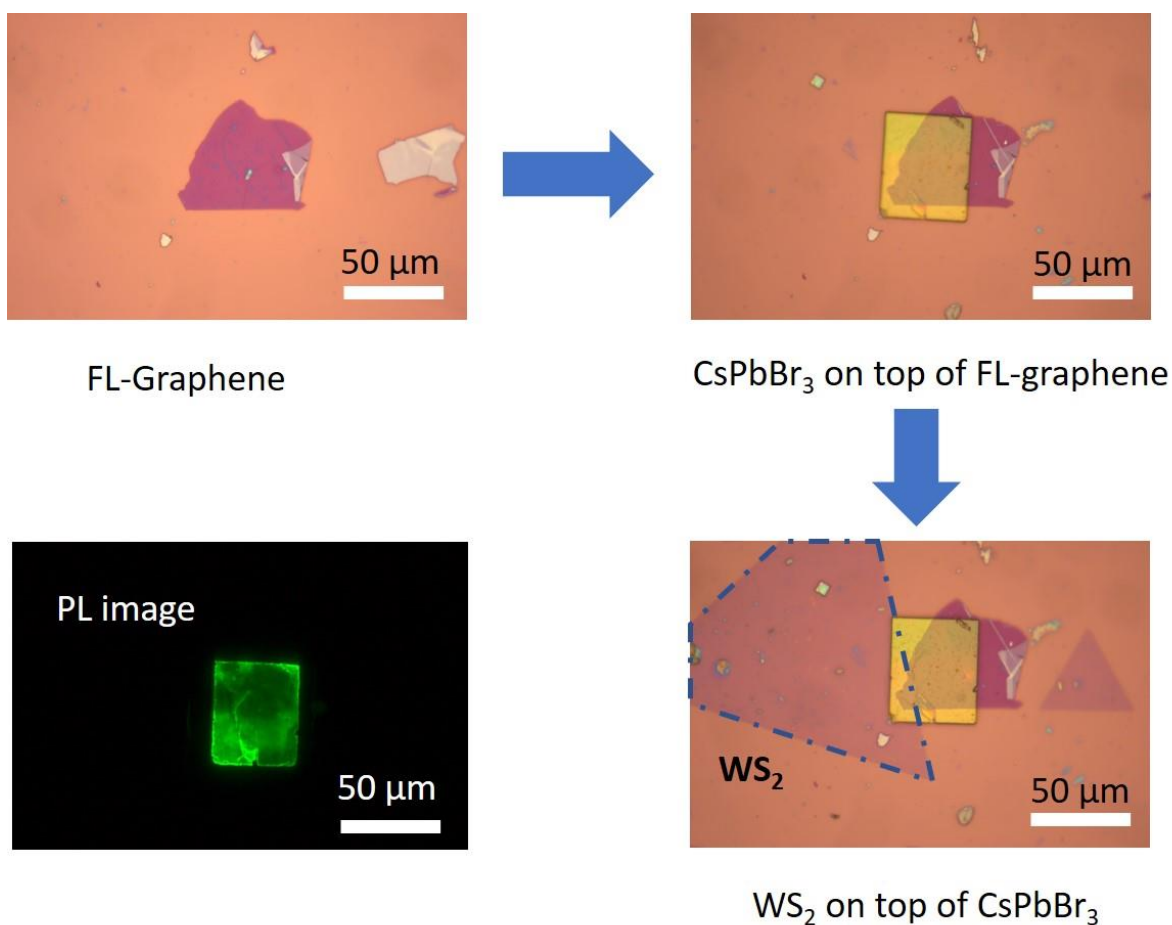 50 μm
FL-Graphene
50 μm
CsPbBr₃ on top of FL-graphene
PL image
50 μm
WS₂
50 μm
WS₂ on top of CsPbBr₃